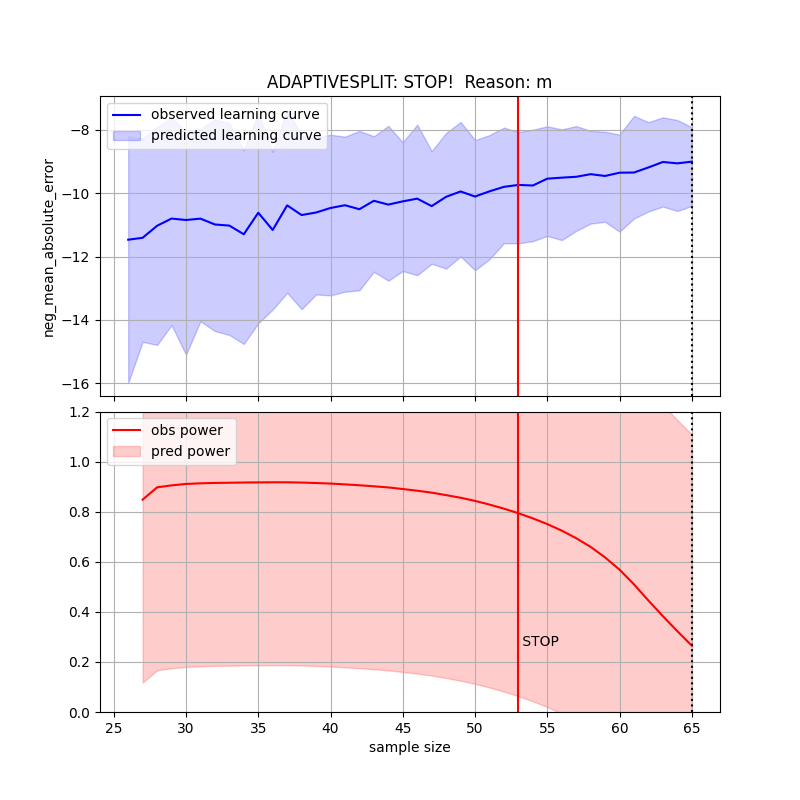 ADAPTIVESPLIT: STOP!  Reason: m
observed learning curve
predicted learning curve
neg_mean_absolute_error
−8
−10
−12
−14
−16
obs power
pred power
1.2
1.0
0.8
0.6
0.4
0.2
0.0
STOP
25 30 35 40 45 50 55 60 65
sample size